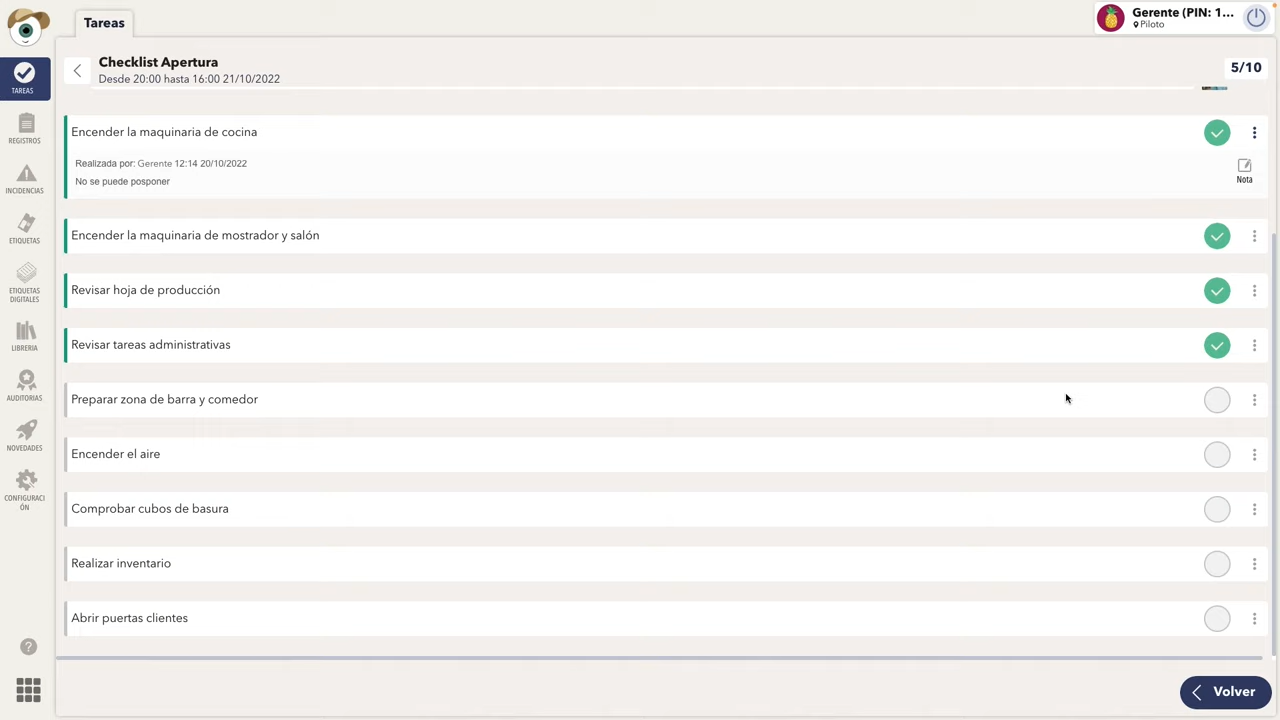 Tareas
Gerente (PIN: 1...
Piloto
Checklist Apertura
Desde 20:00 hasta 16:00 21/10/2022
5/10
TAREAS
REGISTROS
INCIDENCIAS
ETIQUETAS
ETIQUETAS
DIGITALES
LIBRERIA
AUDITORIAS
NOVEDADES
CONFIGURACI
ÓN
?
Encender la maquinaria de cocina
Realizada por: Gerente 12:14 20/10/2022
No se puede posponer
Nota
Encender la maquinaria de mostrador y salón
Revisar hoja de producción
Revisar tareas administrativas
Preparar zona de barra y comedor
Encender el aire
Comprobar cubos de basura
Realizar inventario
Abrir puertas clientes
Volver